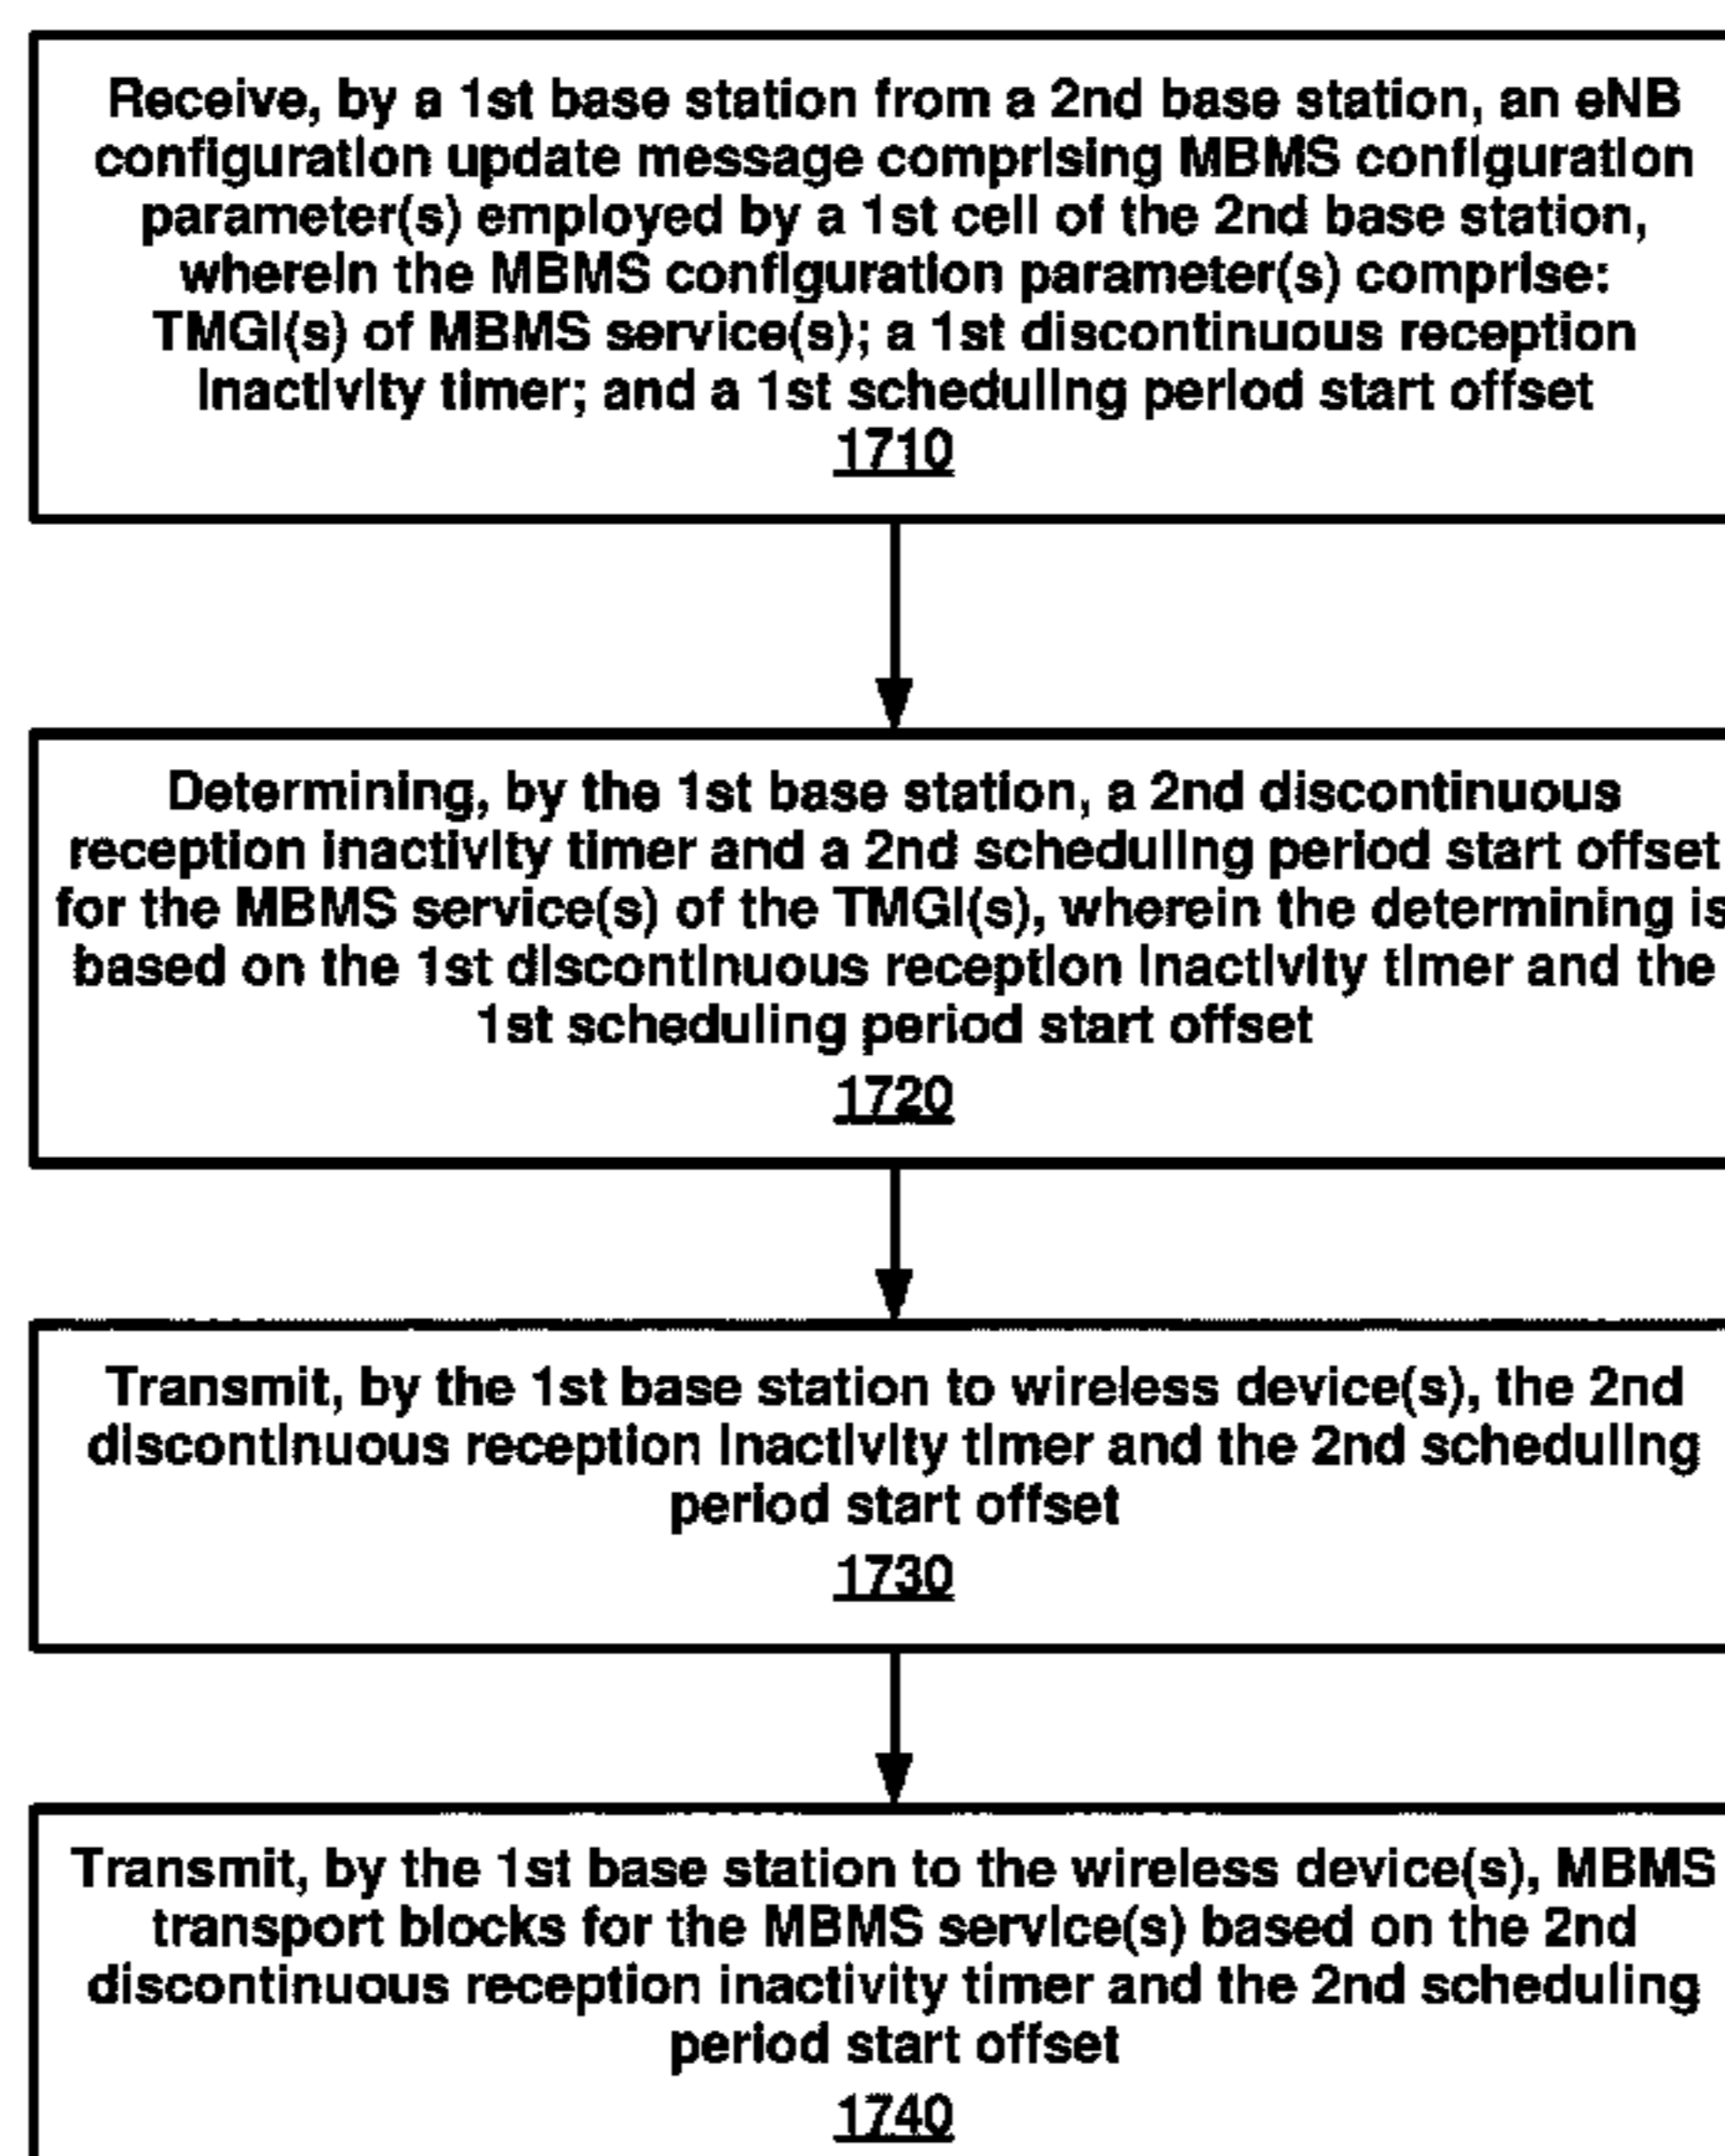 Receive, by a 1st base station from a 2nd base station, an eNB
configuration update message comprising MBMS configuration
parameter(s) employed by a 1st cell of the 2nd base station,
wherein the MBMS configuration parameter(s) comprise:
TMGI(s) of MBMS service(s); a 1st discontinuous reception
inactivity timer; and a 1st scheduling period start offset
1710
Determining, by the 1st base station, a 2nd discontinuous
reception inactivity timer and a 2nd scheduling period start offset
for the MBMS service(s) of the TMGI(s), wherein the determining is
based on the 1st discontinuous reception inactivity timer and the
1st scheduling period start offset
1720
Transmit, by the 1st base station to wireless device(s), the 2nd
discontinuous reception inactivity timer and the 2nd scheduling
period start offset
1730
Transmit, by the 1st base station to the wireless device(s), MBMS
transport blocks for the MBMS service(s) based on the 2nd
discontinuous reception inactivity timer and the 2nd scheduling
period start offset
1740